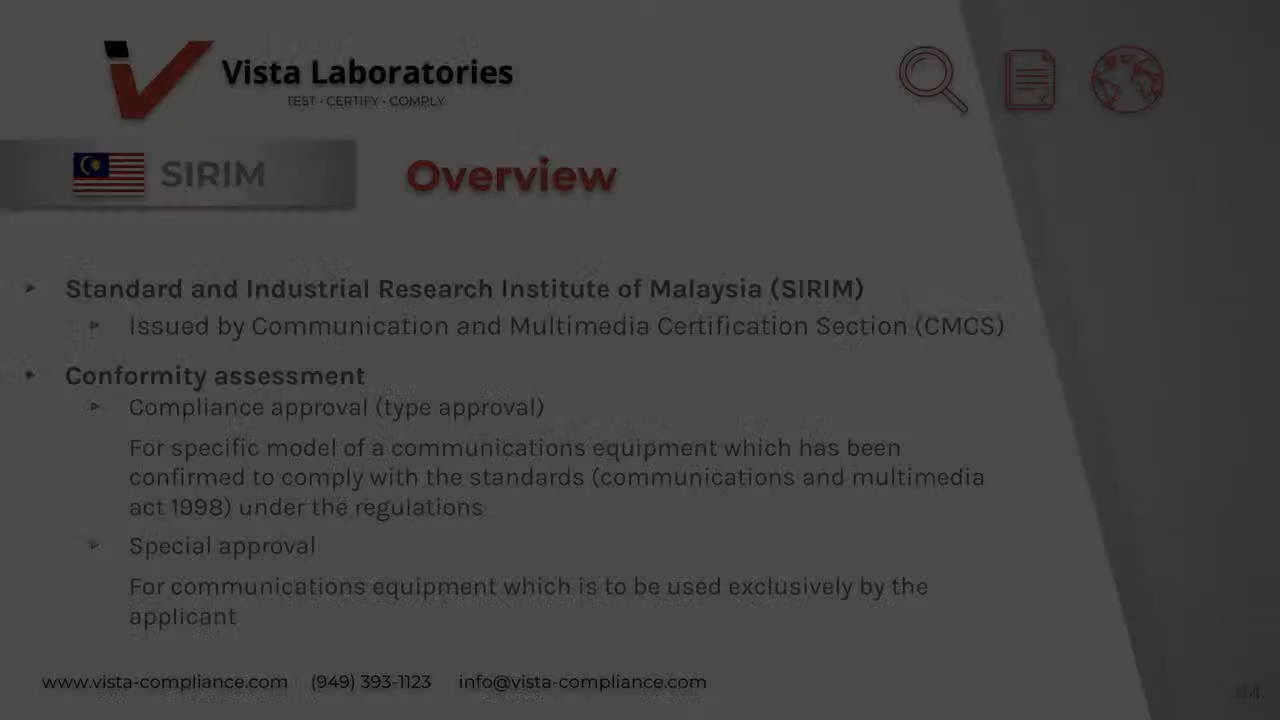 Vista Laboratories
TEST · CERTIFY · COMPLY
SIRIM
Overview
Standard and Industrial Research Institute of Malaysia (SIRIM)
Issued by Communication and Multimedia Certification Section (CMCS)
Conformity assessment
Compliance approval (type approval)
For specific model of a communications equipment which has been
confirmed to comply with the standards (communications and multimedia
act 1998) under the regulations
Special approval
For communications equipment which is to be used exclusively by the
applicant
www.vista-compliance.com (949) 393-1123 info@vista-compliance.com